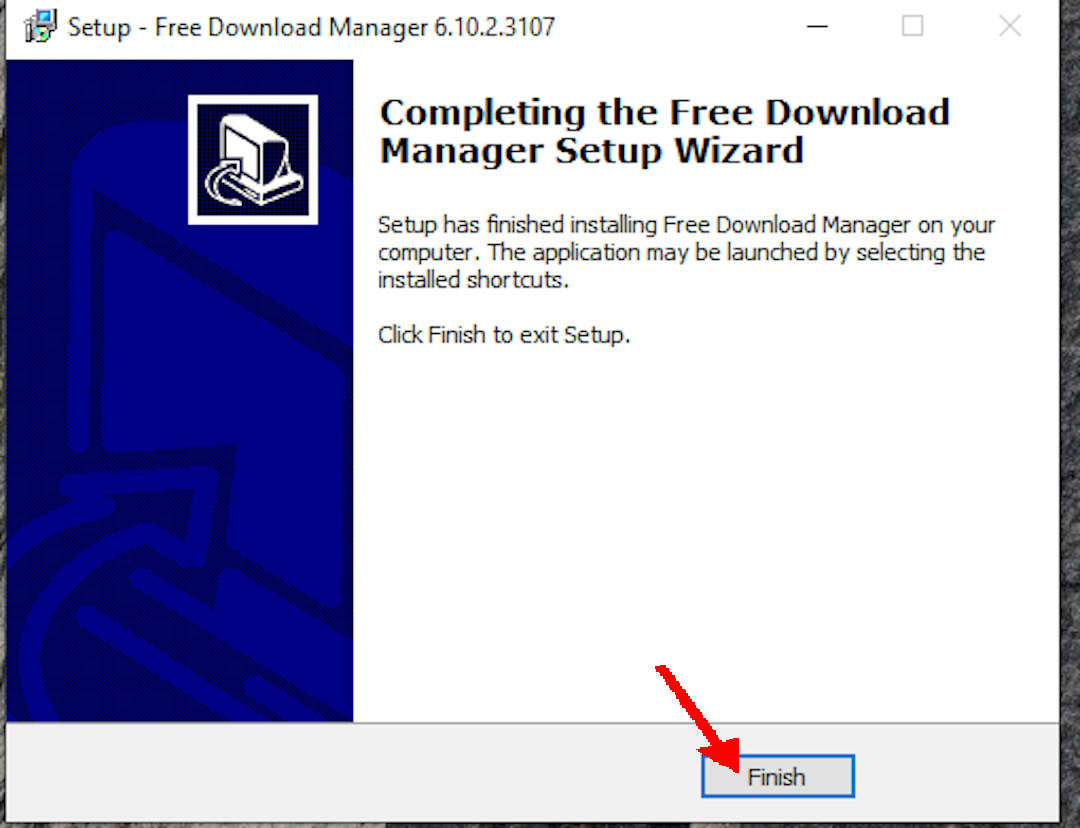 Setup - Free Download Manager 6.10.2.3107
Completing the Free Download
Manager Setup Wizard
Setup has finished installing Free Download Manager on your
computer. The application may be launched by selecting the
installed shortcuts.
Click Finish to exit Setup.
Finish